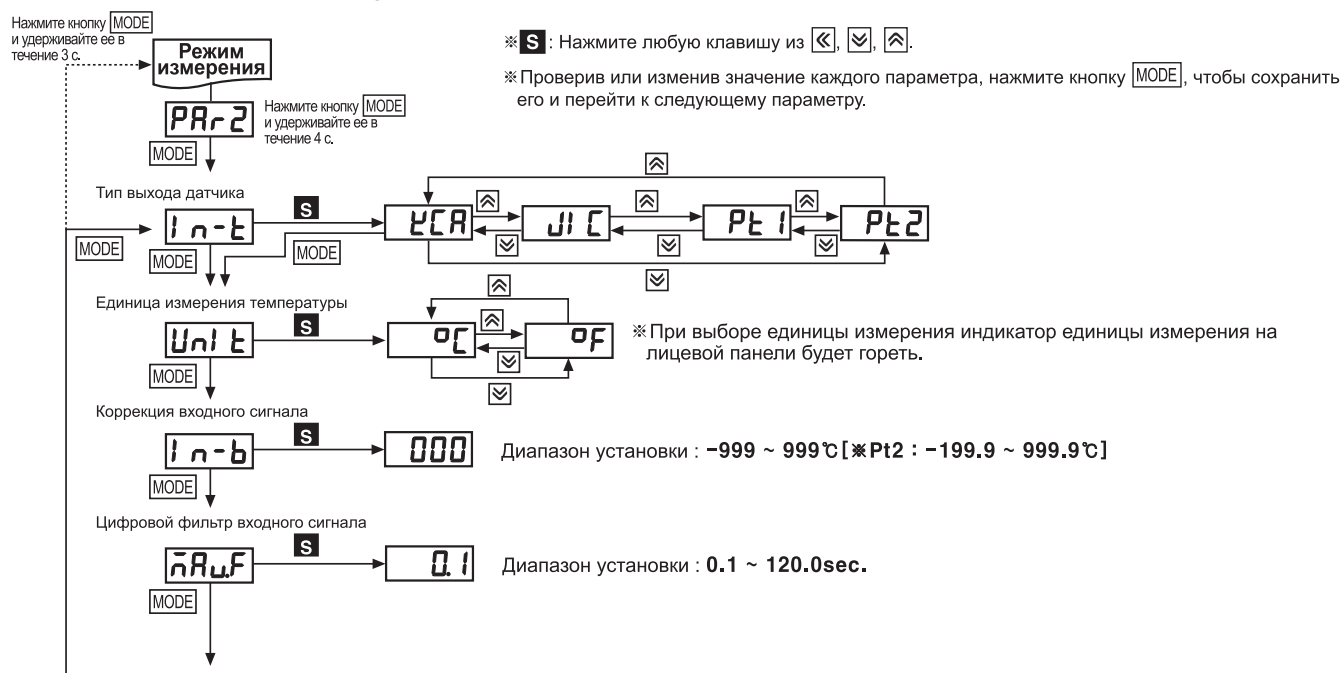 Нажмите кнопку MODE
и удерживайте ее в
течение 3 с.
Режим
измерения
※ S : Нажмите любую клавишу из «, ︾, ︽.
※ Проверив или изменив значение каждого параметра, нажмите кнопку MODE, чтобы сохранить
его и перейти к следующему параметру.
PAr2
Нажмите кнопку MODE
и удерживайте ее в
течение 4 с.
MODE
Тип выхода датчика
MODE
In-t
S
KCA
JIC
Pt1
Pt2
MODE
MODE
Единица измерения температуры
UnIt
S
°C
°F
※ При выборе единицы измерения индикатор единицы измерения на
лицевой панели будет гореть.
MODE
Коррекция входного сигнала
In-b
S
000
Диапазон установки : -999 ~ 999℃[※Pt2 : -199.9 ~ 999.9℃]
MODE
Цифровой фильтр входного сигнала
mAu.F
S
0.1
Диапазон установки : 0.1 ~ 120.0sec.
MODE